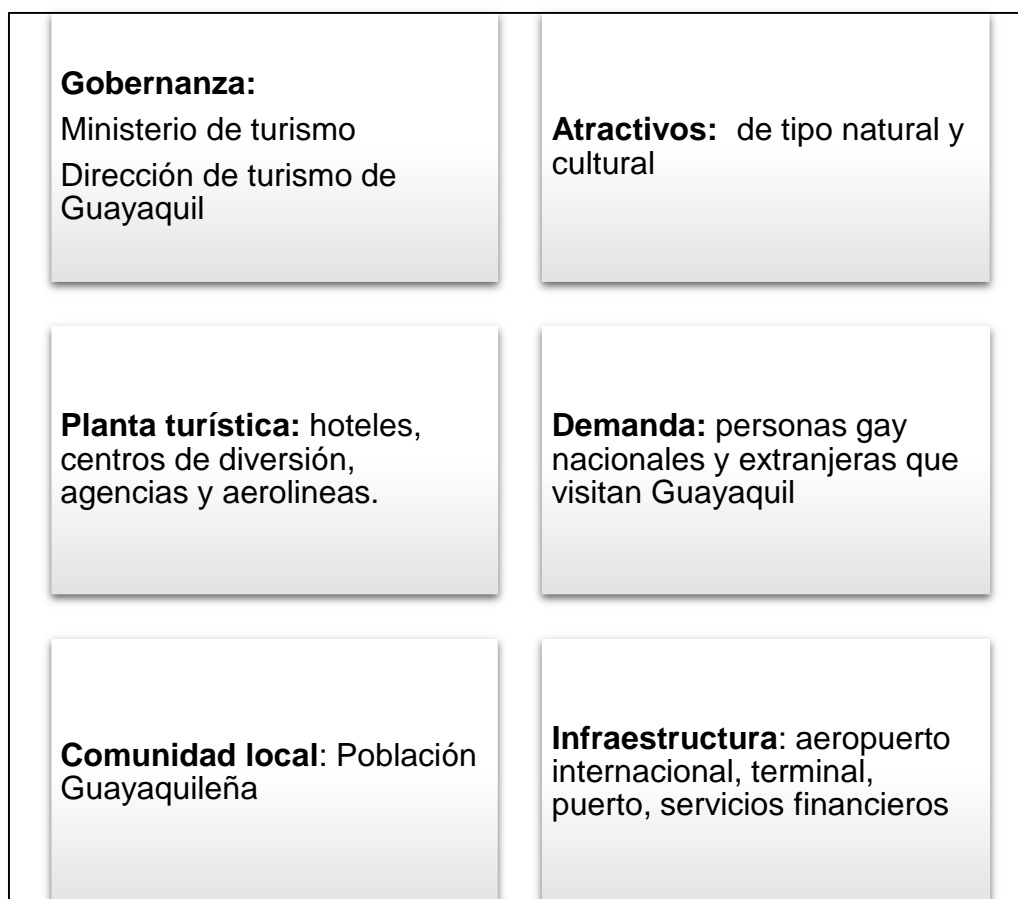 Gobernanza:
Ministerio de turismo
Dirección de turismo de
Guayaquil
Atractivos: de tipo natural y
cultural
Planta turística: hoteles,
centros de diversión,
agencias y aerolineas.
Demanda: personas gay
nacionales y extranjeras que
visitan Guayaquil
Comunidad local: Población
Guayaquileña
Infraestructura: aeropuerto
internacional, terminal,
puerto, servicios financieros